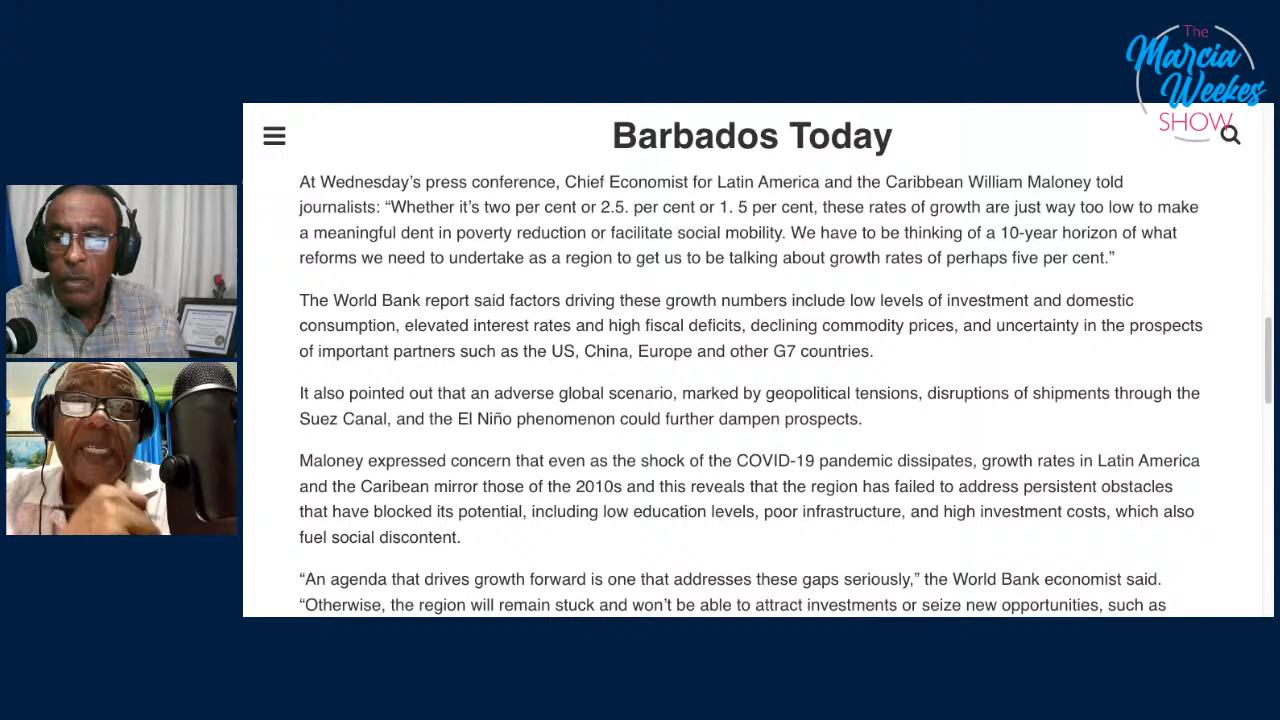 The
Marcia
Weekes
SHOW
Barbados Today
At Wednesday’s press conference, Chief Economist for Latin America and the Caribbean William Maloney told
journalists: “Whether it’s two per cent or 2.5. per cent or 1. 5 per cent, these rates of growth are just way too low to make
a meaningful dent in poverty reduction or facilitate social mobility. We have to be thinking of a 10-year horizon of what
reforms we need to undertake as a region to get us to be talking about growth rates of perhaps five per cent.”
The World Bank report said factors driving these growth numbers include low levels of investment and domestic
consumption, elevated interest rates and high fiscal deficits, declining commodity prices, and uncertainty in the prospects
of important partners such as the US, China, Europe and other G7 countries.
It also pointed out that an adverse global scenario, marked by geopolitical tensions, disruptions of shipments through the
Suez Canal, and the El Niño phenomenon could further dampen prospects.
Maloney expressed concern that even as the shock of the COVID-19 pandemic dissipates, growth rates in Latin America
and the Caribean mirror those of the 2010s and this reveals that the region has failed to address persistent obstacles
that have blocked its potential, including low education levels, poor infrastructure, and high investment costs, which also
fuel social discontent.
“An agenda that drives growth forward is one that addresses these gaps seriously,” the World Bank economist said.
“Otherwise, the region will remain stuck and won’t be able to attract investments or seize new opportunities, such as